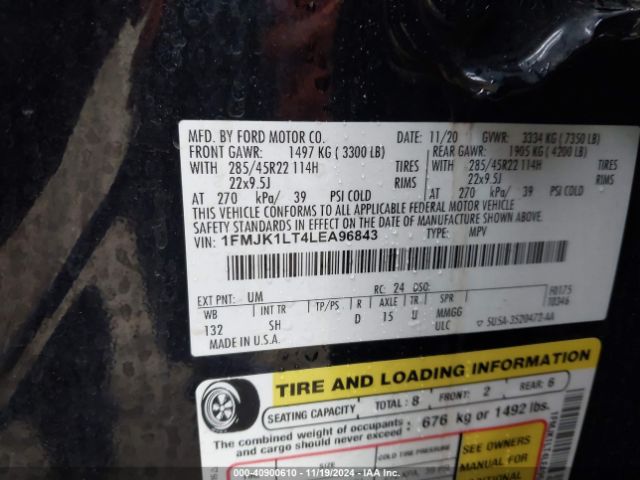 MFD. BY FORD MOTOR CO. DATE: 11/20 GVWR: 3334 KG ( 7350 LB)
FRONT GAWR: 1497 KG ( 3300 LB) REAR GAWR: 1905 KG ( 4200 LB)
WITH 285/45R22 114H TIRES WITH 285/45R22 114H TIRES
22x9.5J RIMS 22x9.5J RIMS
AT 270 kPa/ 39 PSI COLD AT 270 kPa/ 39 PSI COLD
THIS VEHICLE CONFORMS TO ALL APPLICABLE FEDERAL MOTOR VEHICLE SAFETY STANDARDS IN
EFFECT ON THE DATE OF MANUFACTURE SHOWN ABOVE.
VIN: 1FMJK1LT4LEA96843 TYPE: MPV
EXT PNT: UM RC: 24 DSO: F0175
WB INT TR TP/PS R AXLE TR SPR T0346
132 SH D 15 U MMGG
MADE IN U.S.A. ULC
TIRE AND LOADING INFORMATION
SEATING CAPACITY TOTAL : 8 FRONT: 2 REAR: 6
The combined weight of occupants and cargo should never exceed : 676 kg or 1492 lbs.
SIZE COLD TIRE PRESSURE SEE OWNERS
MANUAL FOR
000-40900610 - 11/19/2024 - IAA Inc.